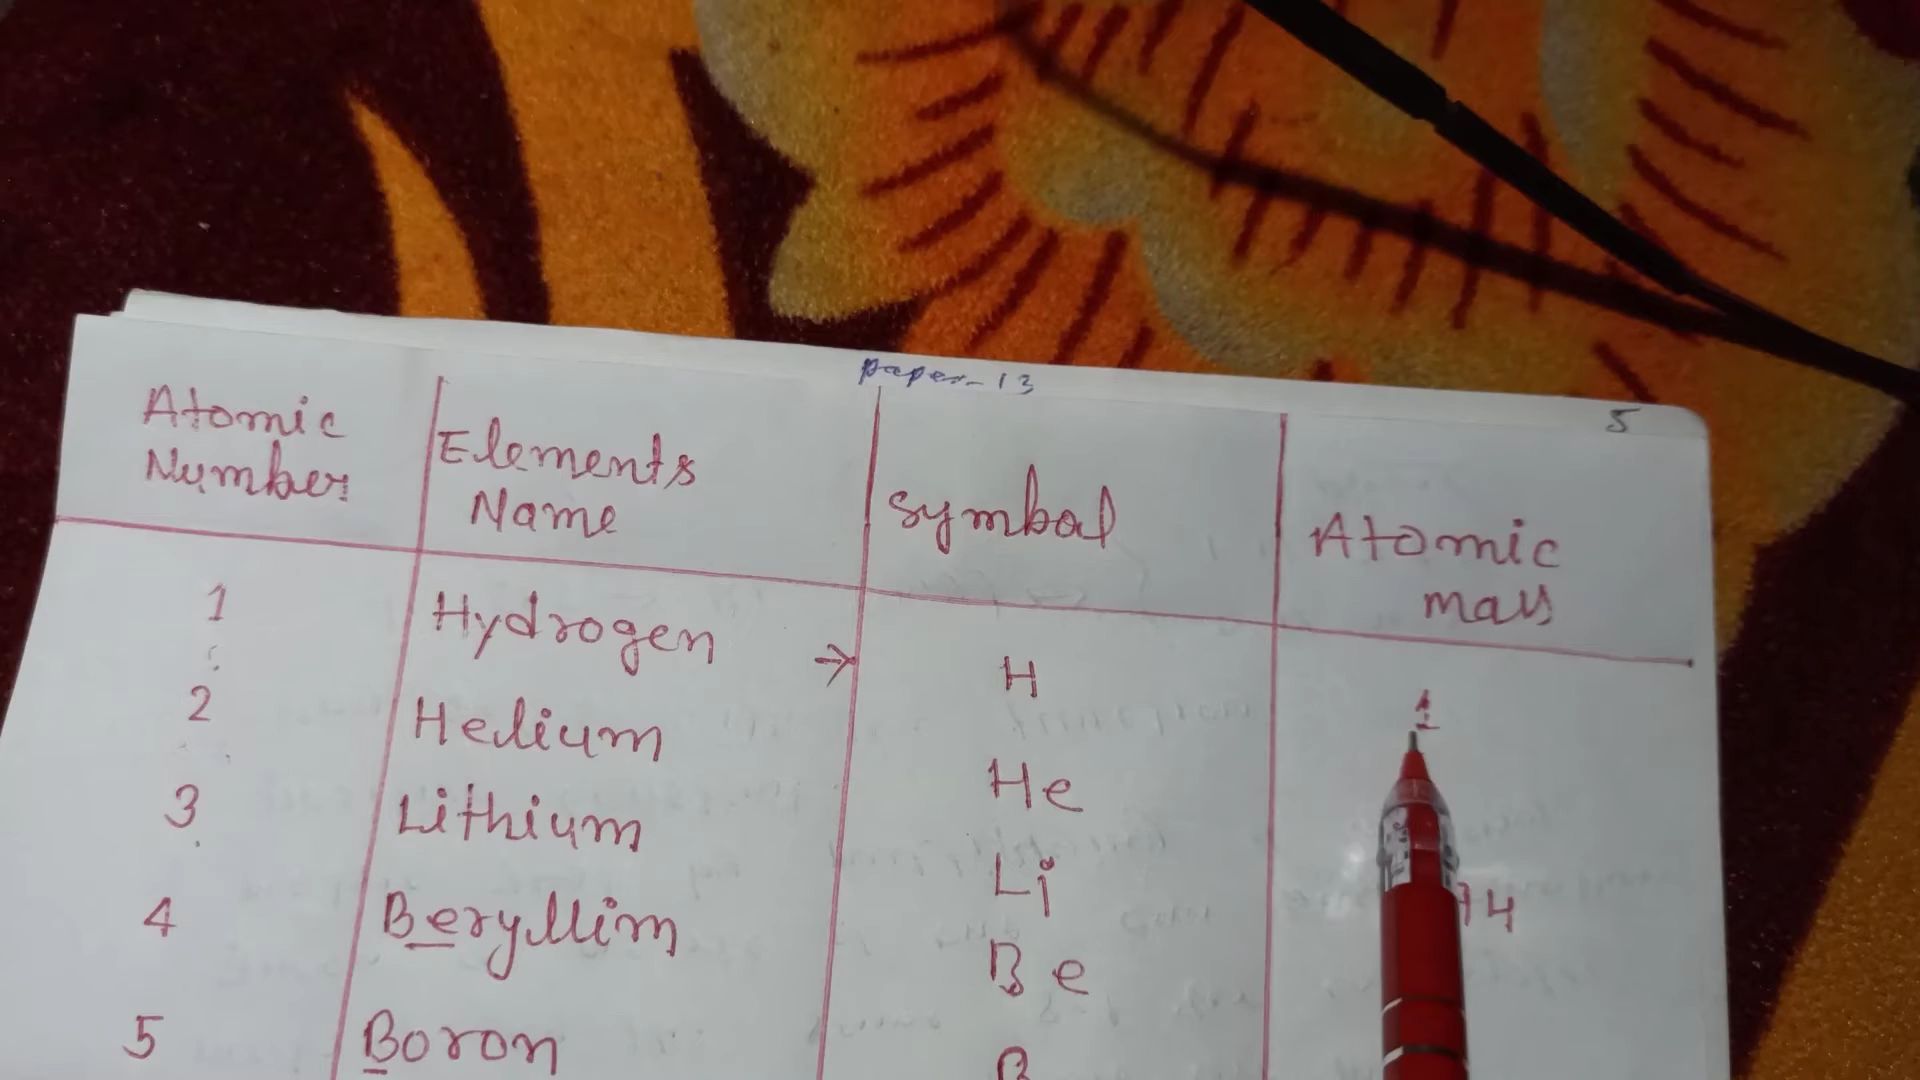 paper-13
5
Atomic Number
Elements Name
Symbol
Atomic mass
1 Hydrogen → H 1
2 Helium He
3 Lithium Li 74
4 Beryllim Be
5 Boron B